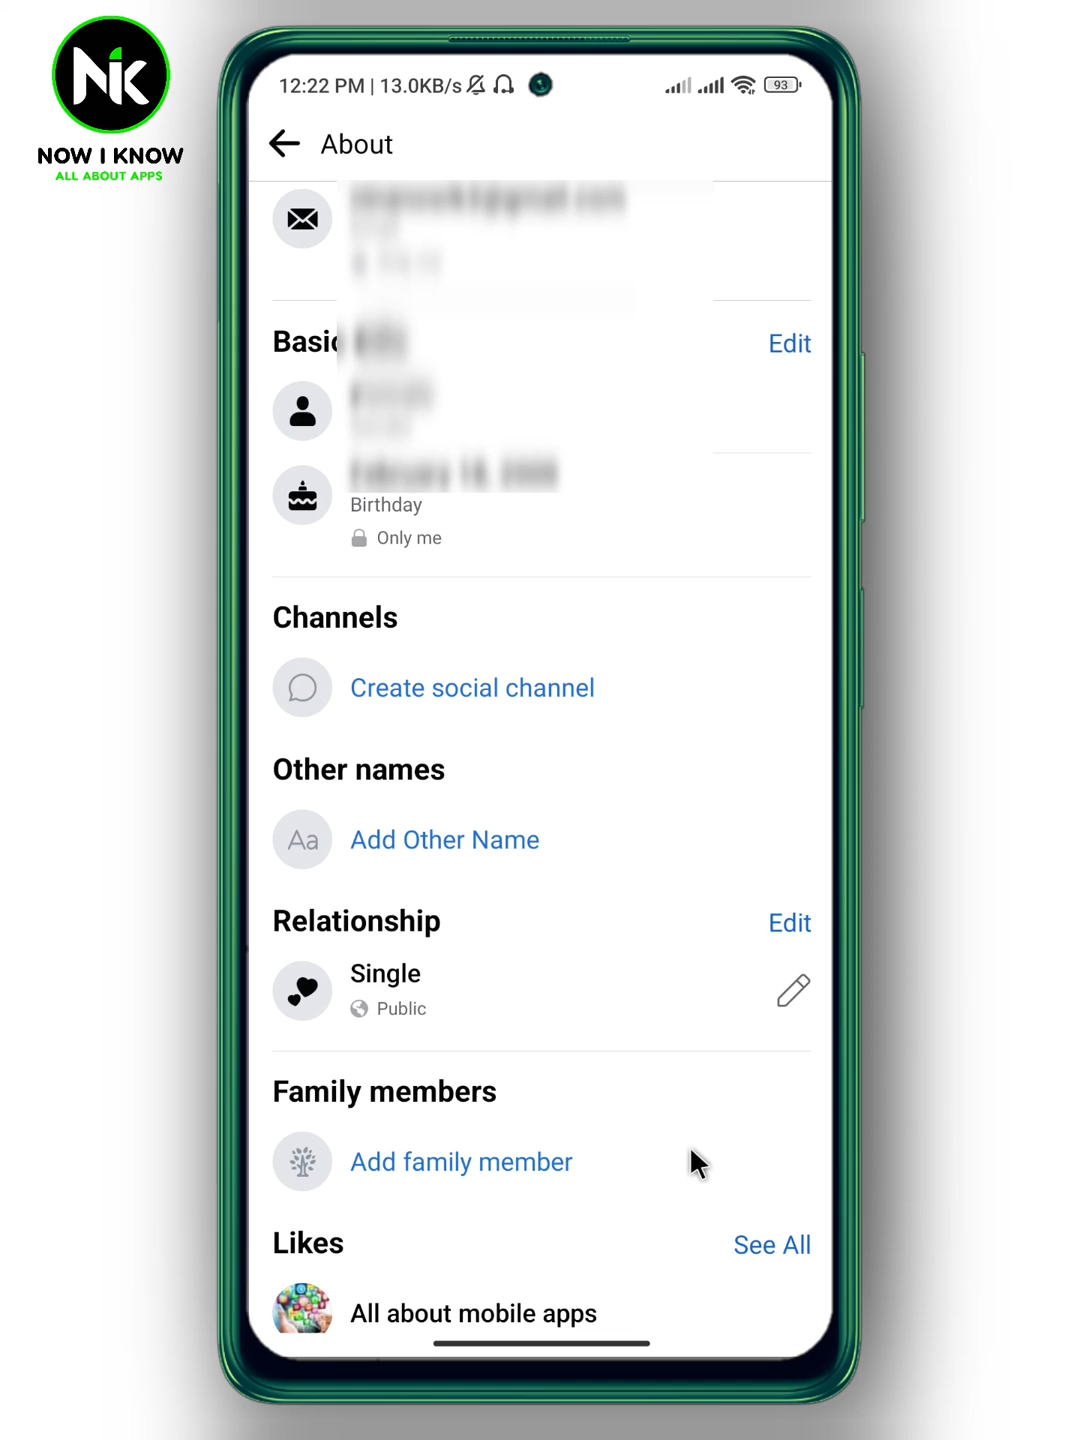 NiK
NOW I KNOW
ALL ABOUT APPS
12:22 PM | 13.0KB/s
93
About
Basic
Edit
Birthday
Only me
Channels
Create social channel
Other names
Aa
Add Other Name
Relationship
Edit
Single
Public
Family members
Add family member
Likes
See All
All about mobile apps